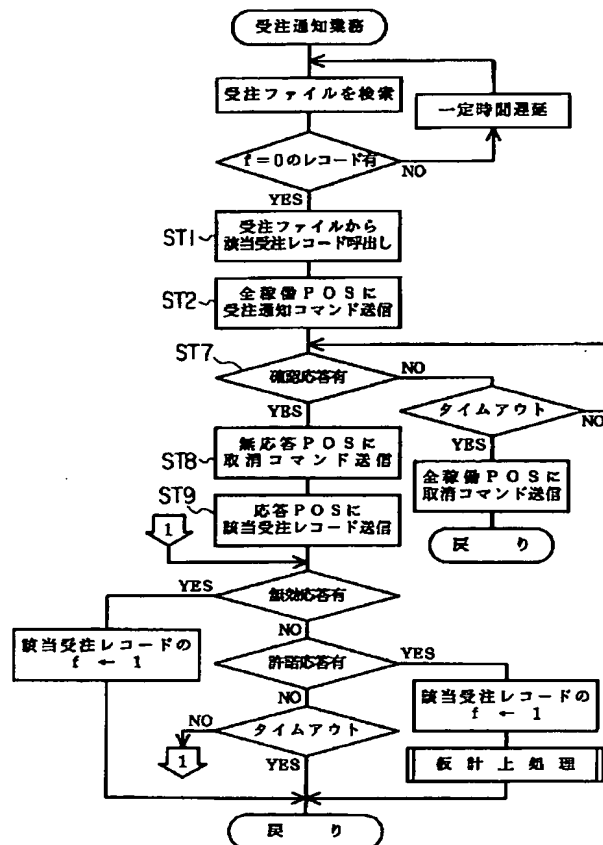 受注通知業務
受注ファイルを検索
一定時間遅延
f=0のレコード有
NO
YES
ST1
受注ファイルから
該当受注レコード呼出し
ST2
全稼働POSに
受注通知コマンド送信
ST7
確認応答有
NO
YES
タイムアウト
NO
YES
ST8
無応答POSに
取消コマンド送信
全稼働POSに
取消コマンド送信
ST9
応答POSに
該当受注レコード送信
戻り
1
無効応答有
YES
NO
該当受注レコードの
f ← 1
許諾応答有
YES
NO
該当受注レコードの
f ← 1
タイムアウト
NO
YES
1
仮計上処理
戻り